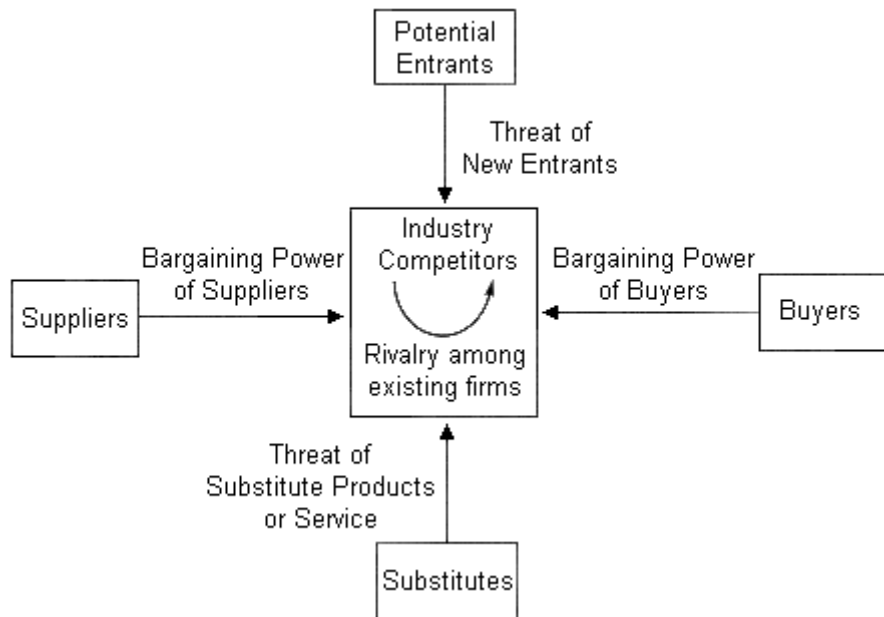 Potential
Entrants
Threat of
New Entrants
Industry
Competitors
Bargaining Power
of Suppliers
Bargaining Power
of Buyers
Suppliers
Buyers
Rivalry among
existing firms
Threat of
Substitute Products
or Service
Substitutes